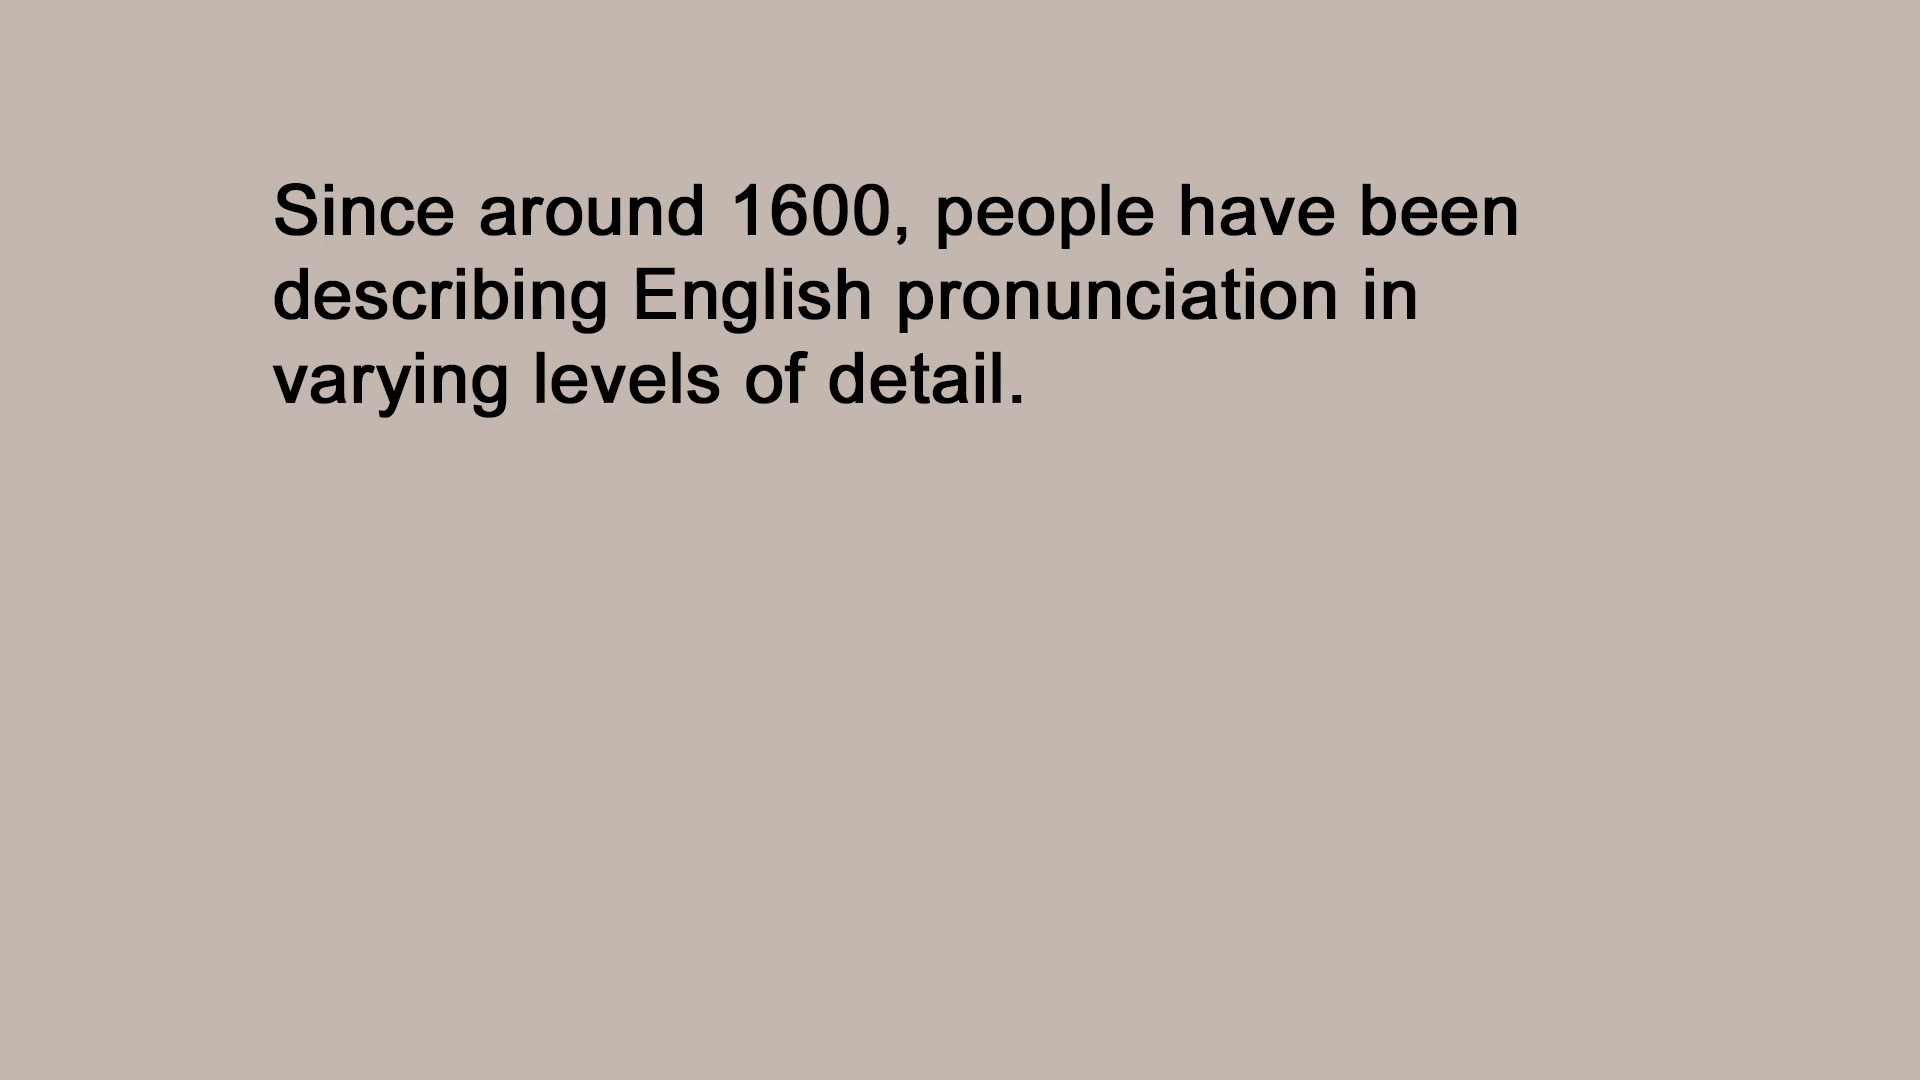 Since around 1600, people have been
describing English pronunciation in
varying levels of detail.